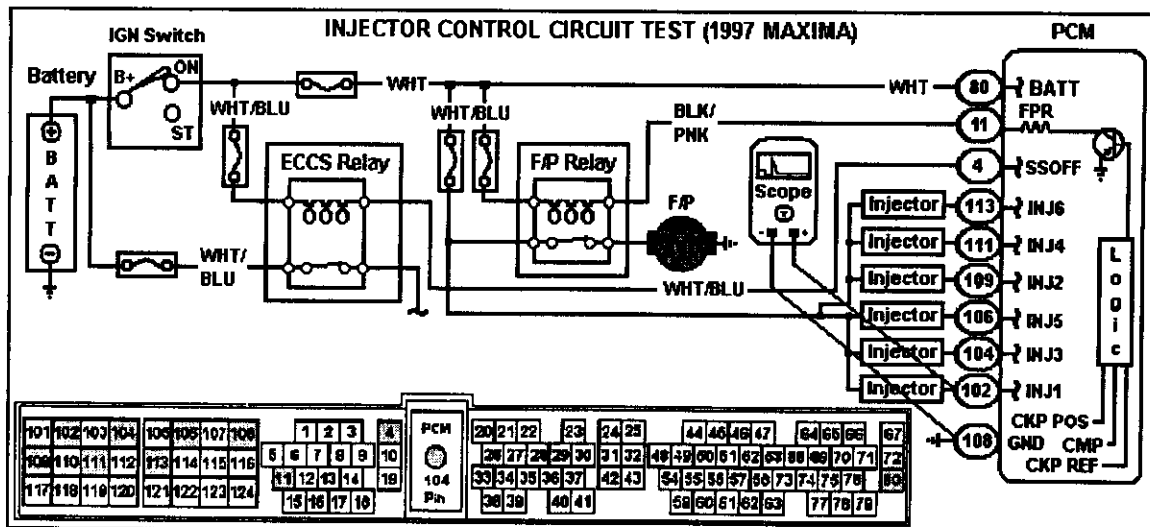 INJECTOR CONTROL CIRCUIT TEST (1997 MAXIMA)
PCM
IGN Switch
Battery
B+
ON
ST
WHT
WHT
80
BATT
WHT/BLU
WHT/BLU
BLK/
PNK
11
FPR
ECCS Relay
F/P Relay
4
SSOFF
BATT
Scope
F/P
Injector
113
INJ6
Injector
111
INJ4
WHT/
BLU
WHT/BLU
Injector
109
INJ2
Injector
106
INJ5
Injector
104
INJ3
Injector
102
INJ1
Logic
CKP POS
108
GND
CMP
CKP REF
101 102 103 104 105 106 107 108
109 110 111 112 113 114 115 116
117 118 119 120 121 122 123 124
1 2 3 4
5 6 7 8 9 10
11 12 13 14 19
15 16 17 18
PCM
104
Pin
20 21 22 23 24 25 44 45 46 47 64 65 66 67
26 27 28 29 30 31 32 48 49 50 51 52 53 68 69 70 71 72
33 34 35 36 37 42 43 54 55 56 57 58 73 74 75 76
38 39 40 41 59 60 61 62 63 77 78 79